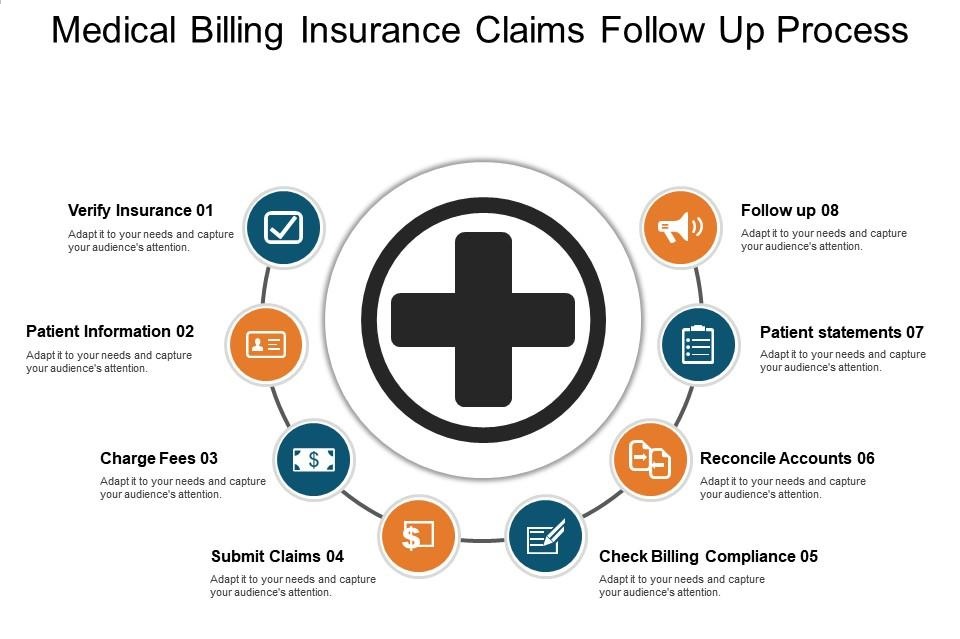 Medical Billing Insurance Claims Follow Up Process
Verify Insurance 01
Adapt it to your needs and capture
your audience's attention.
Patient Information 02
Adapt it to your needs and capture
your audience's attention.
Charge Fees 03
Adapt it to your needs and capture
your audience's attention.
Submit Claims 04
Adapt it to your needs and capture
your audience's attention.
Check Billing Compliance 05
Adapt it to your needs and capture
your audience's attention.
Reconcile Accounts 06
Adapt it to your needs and capture
your audience's attention.
Patient statements 07
Adapt it to your needs and capture
your audience's attention.
Follow up 08
Adapt it to your needs and capture
your audience's attention.
$
$